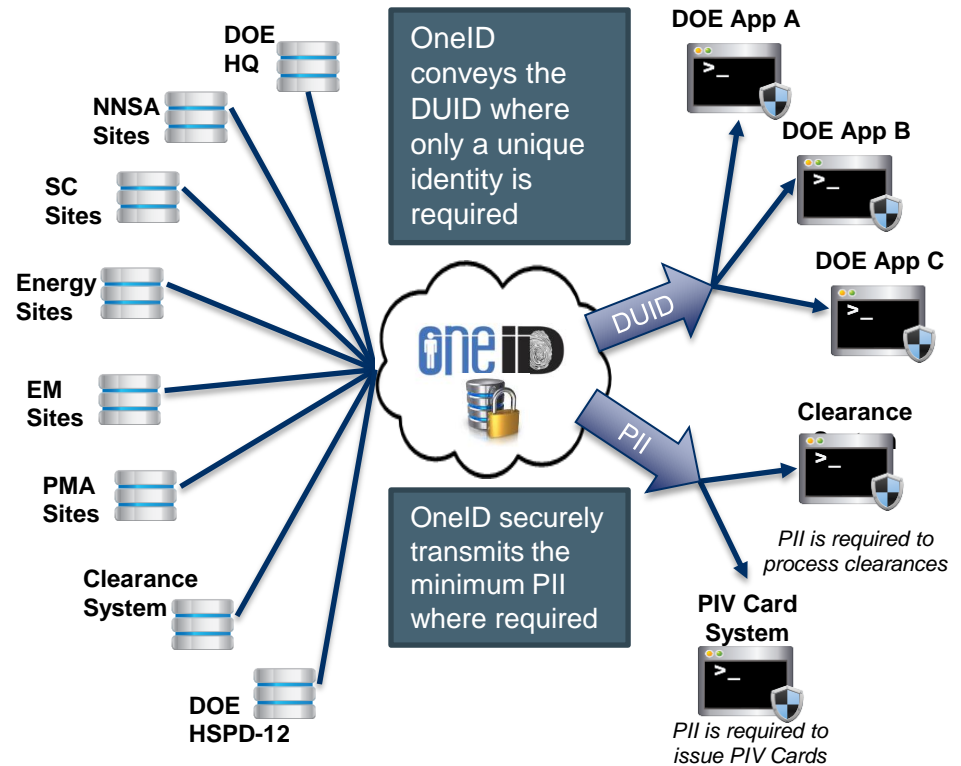 DOE
HQ
NNSA
Sites
SC
Sites
Energy
Sites
EM
Sites
PMA
Sites
Clearance
System
DOE
HSPD-12
OneID
conveys the
DUID where
only a unique
identity is
required
oneID
DUID
PII
OneID securely
transmits the
minimum PII
where required
DOE App A
>_
DOE App B
>_
DOE App C
>_
Clearance
>_
PII is required to
process clearances
PIV Card
System
>_
PII is required to
issue PIV Cards